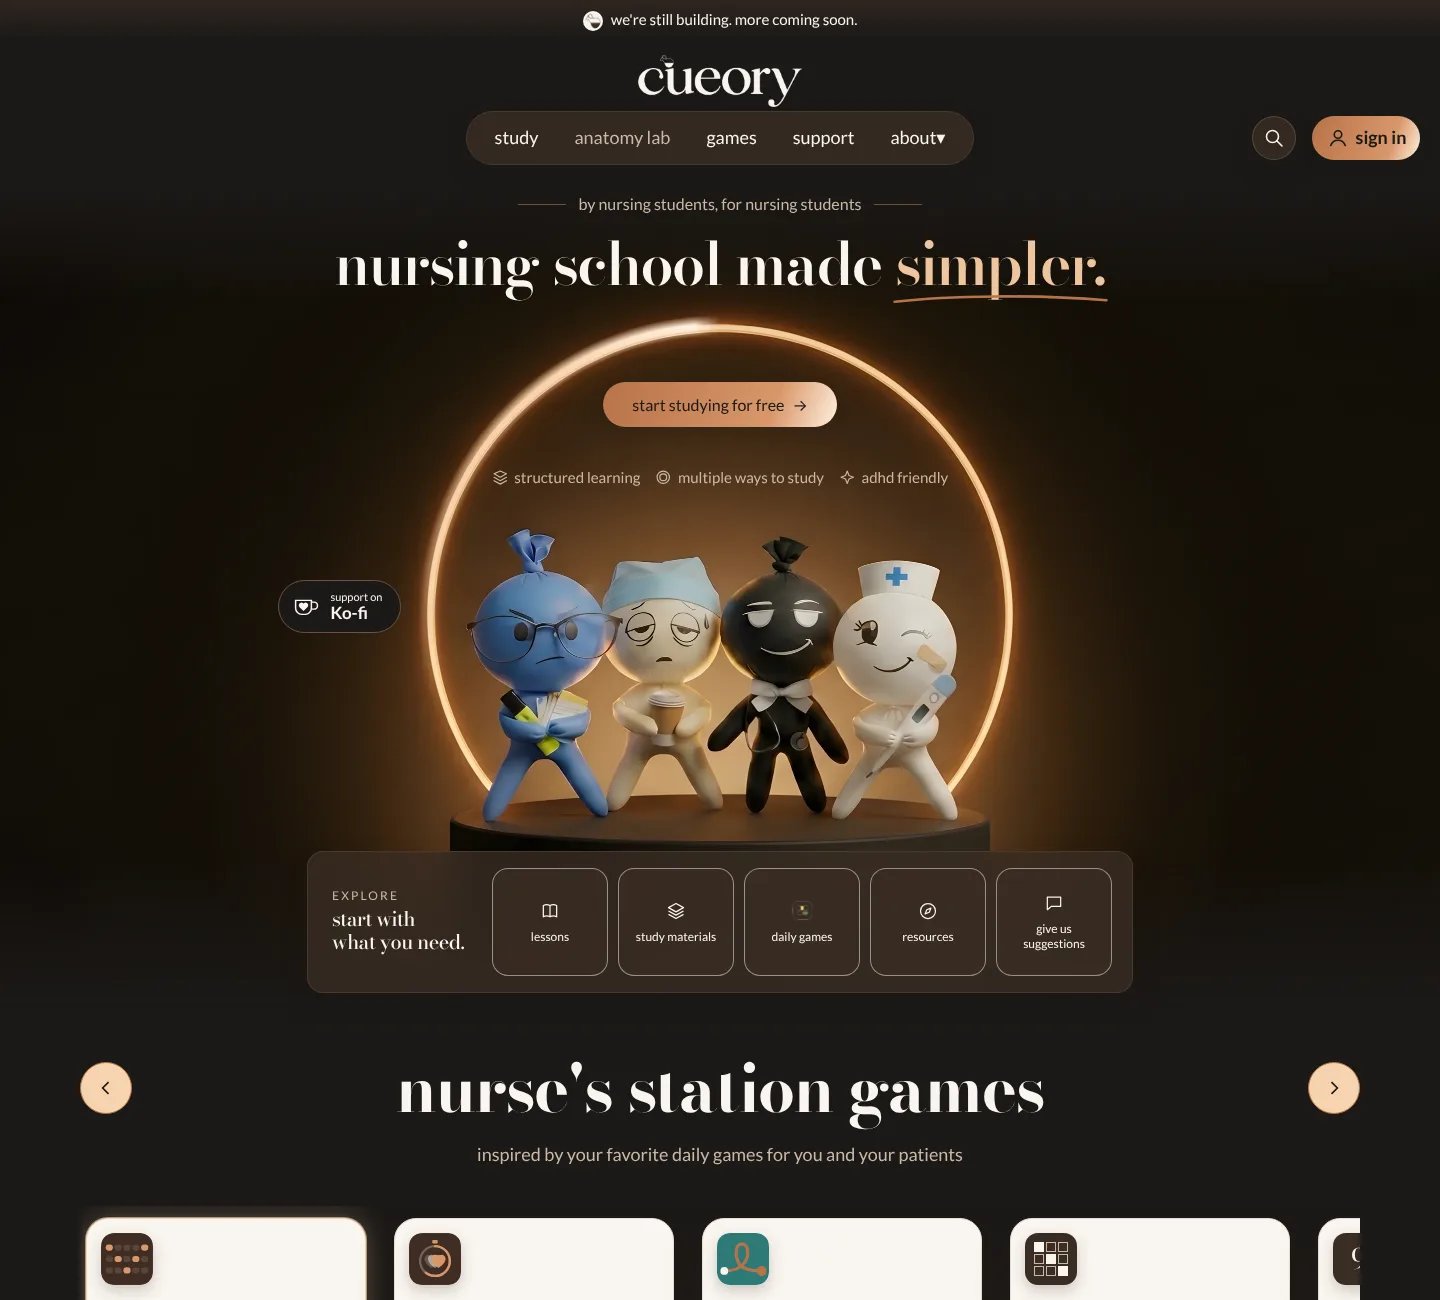 we're still building. more coming soon.
cueory
study anatomy lab games support about▾
sign in
by nursing students, for nursing students
nursing school made simpler.
start studying for free →
structured learning multiple ways to study adhd friendly
support on
Ko-fi
EXPLORE
start with
what you need.
lessons
study materials
daily games
resources
give us
suggestions
nurse's station games
inspired by your favorite daily games for you and your patients